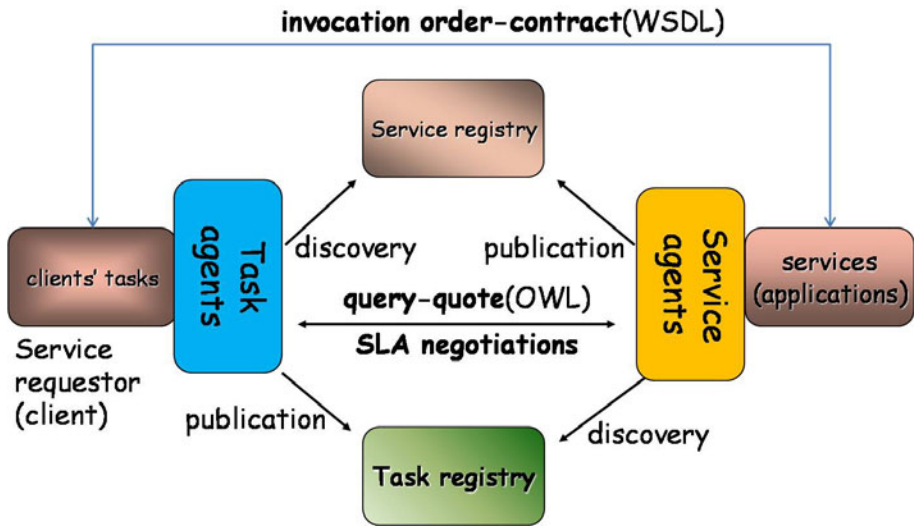 invocation order-contract(WSDL)
Service registry
Task
agents
Service
agents
discovery
publication
clients' tasks
services
(applications)
query-quote(OWL)
SLA negotiations
Service
requestor
(client)
publication
discovery
Task registry